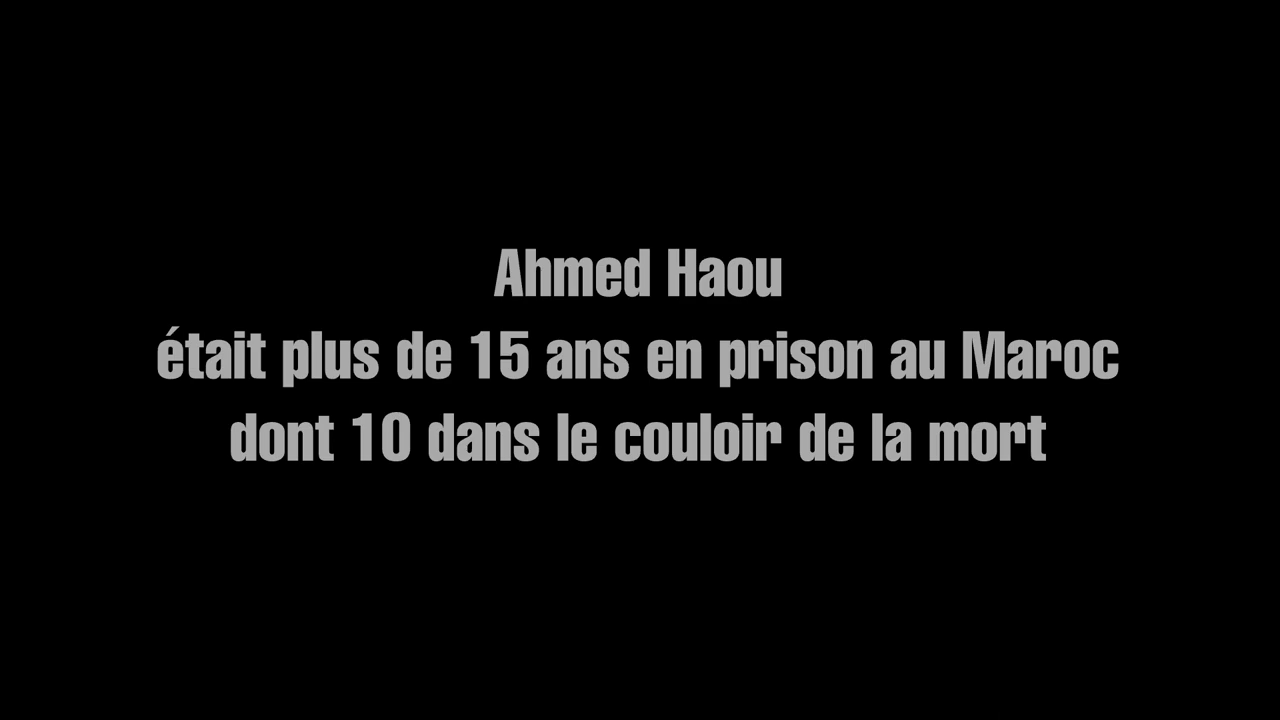 Ahmed Haou
était plus de 15 ans en prison au Maroc
dont 10 dans le couloir de la mort